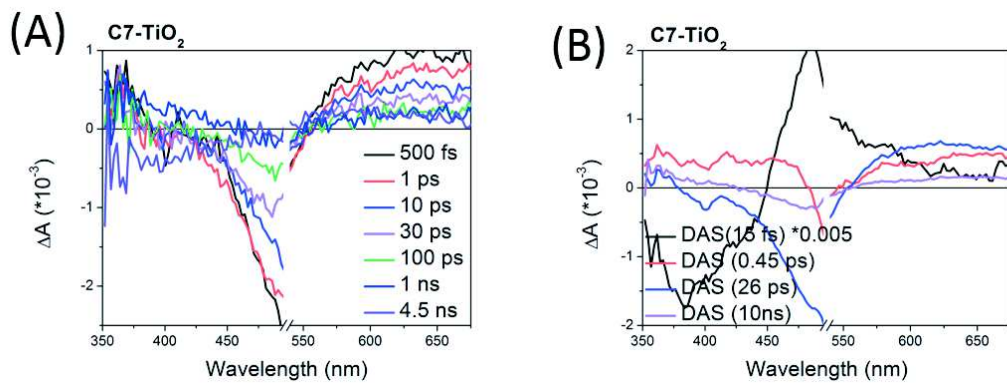 (A)
C7-TiO₂
ΔA (*10⁻³)
1
0
-1
-2
500 fs
1 ps
10 ps
30 ps
100 ps
1 ns
4.5 ns
350 400 450 550 600 650
Wavelength (nm)
(B)
C7-TiO₂
ΔA (*10⁻³)
2
1
0
-1
-2
DAS (15 fs) *0.005
DAS (0.45 ps)
DAS (26 ps)
DAS (10ns)
350 400 450 550 600 650
Wavelength (nm)